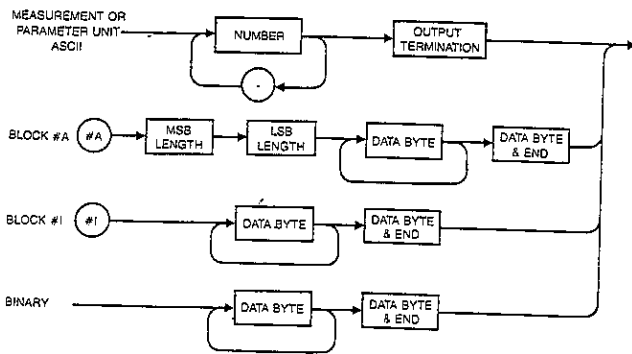 MEASUREMENT OR
PARAMETER UNIT
ASCII
NUMBER
OUTPUT
TERMINATION
BLOCK #A
#A
MSB
LENGTH
LSB
LENGTH
DATA BYTE
DATA BYTE
& END
BLOCK #I
#I
DATA BYTE
DATA BYTE
& END
BINARY
DATA BYTE
DATA BYTE
& END